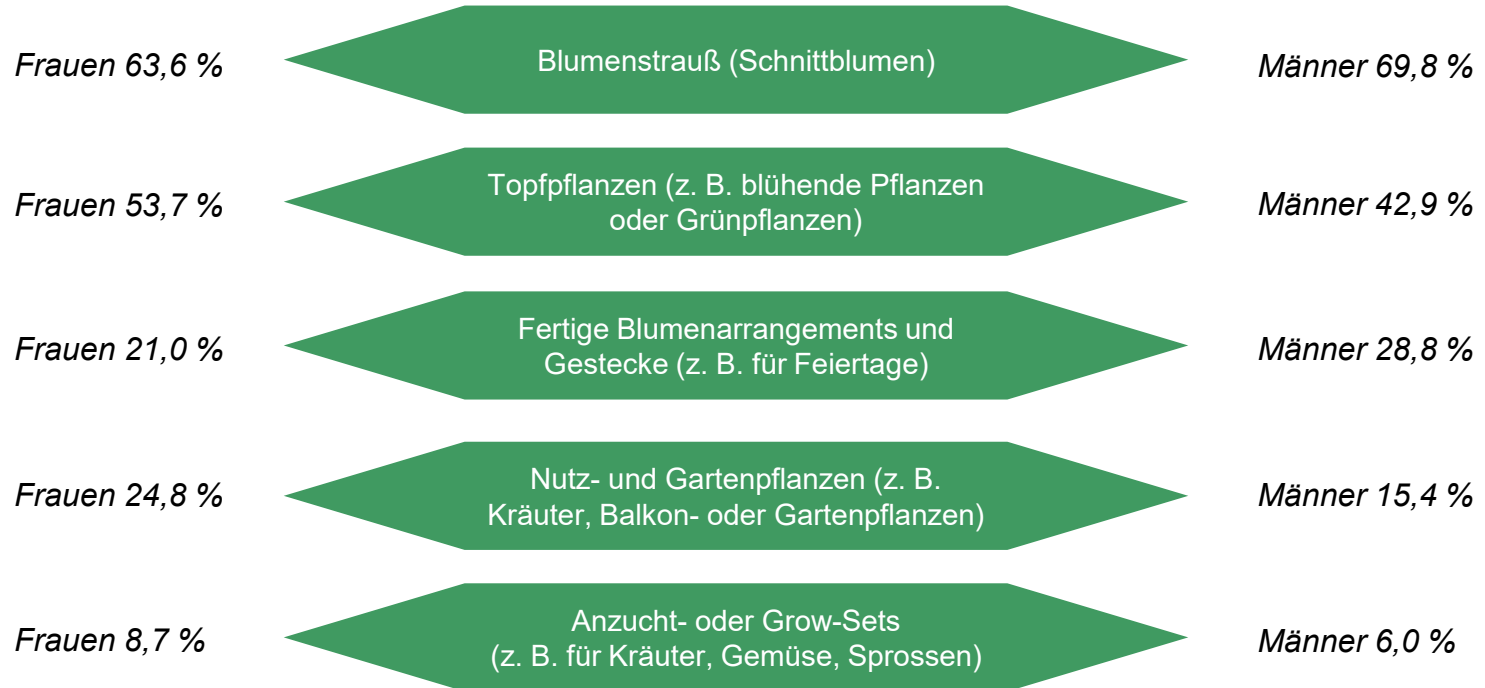 Frauen 63,6 %
Blumenstrauß (Schnittblumen)
Männer 69,8 %
Frauen 53,7 %
Topfpflanzen (z. B. blühende Pflanzen
oder Grünpflanzen)
Männer 42,9 %
Frauen 21,0 %
Fertige Blumenarrangements und
Gestecke (z. B. für Feiertage)
Männer 28,8 %
Frauen 24,8 %
Nutz- und Gartenpflanzen (z. B.
Kräuter, Balkon- oder Gartenpflanzen)
Männer 15,4 %
Frauen 8,7 %
Anzucht- oder Grow-Sets
(z. B. für Kräuter, Gemüse, Sprossen)
Männer 6,0 %